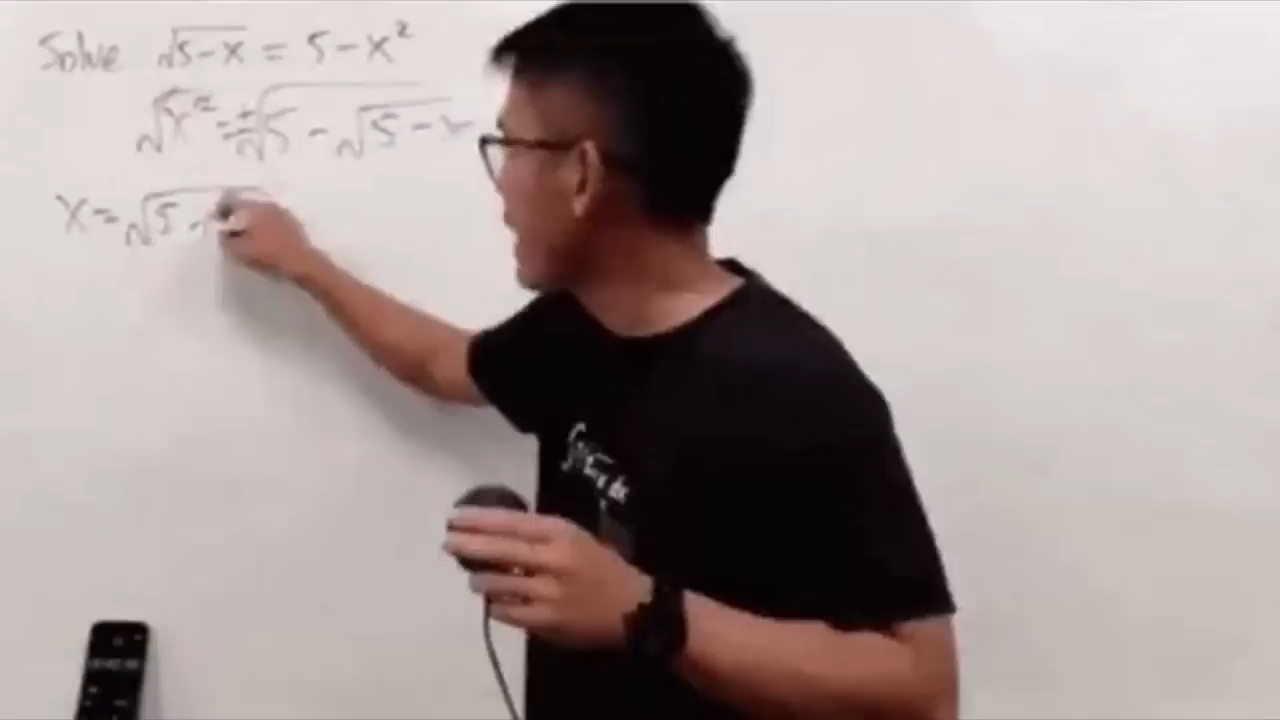 Solve √5-x = 5-x²
√x² = ±√5-√5-x
x=√5-